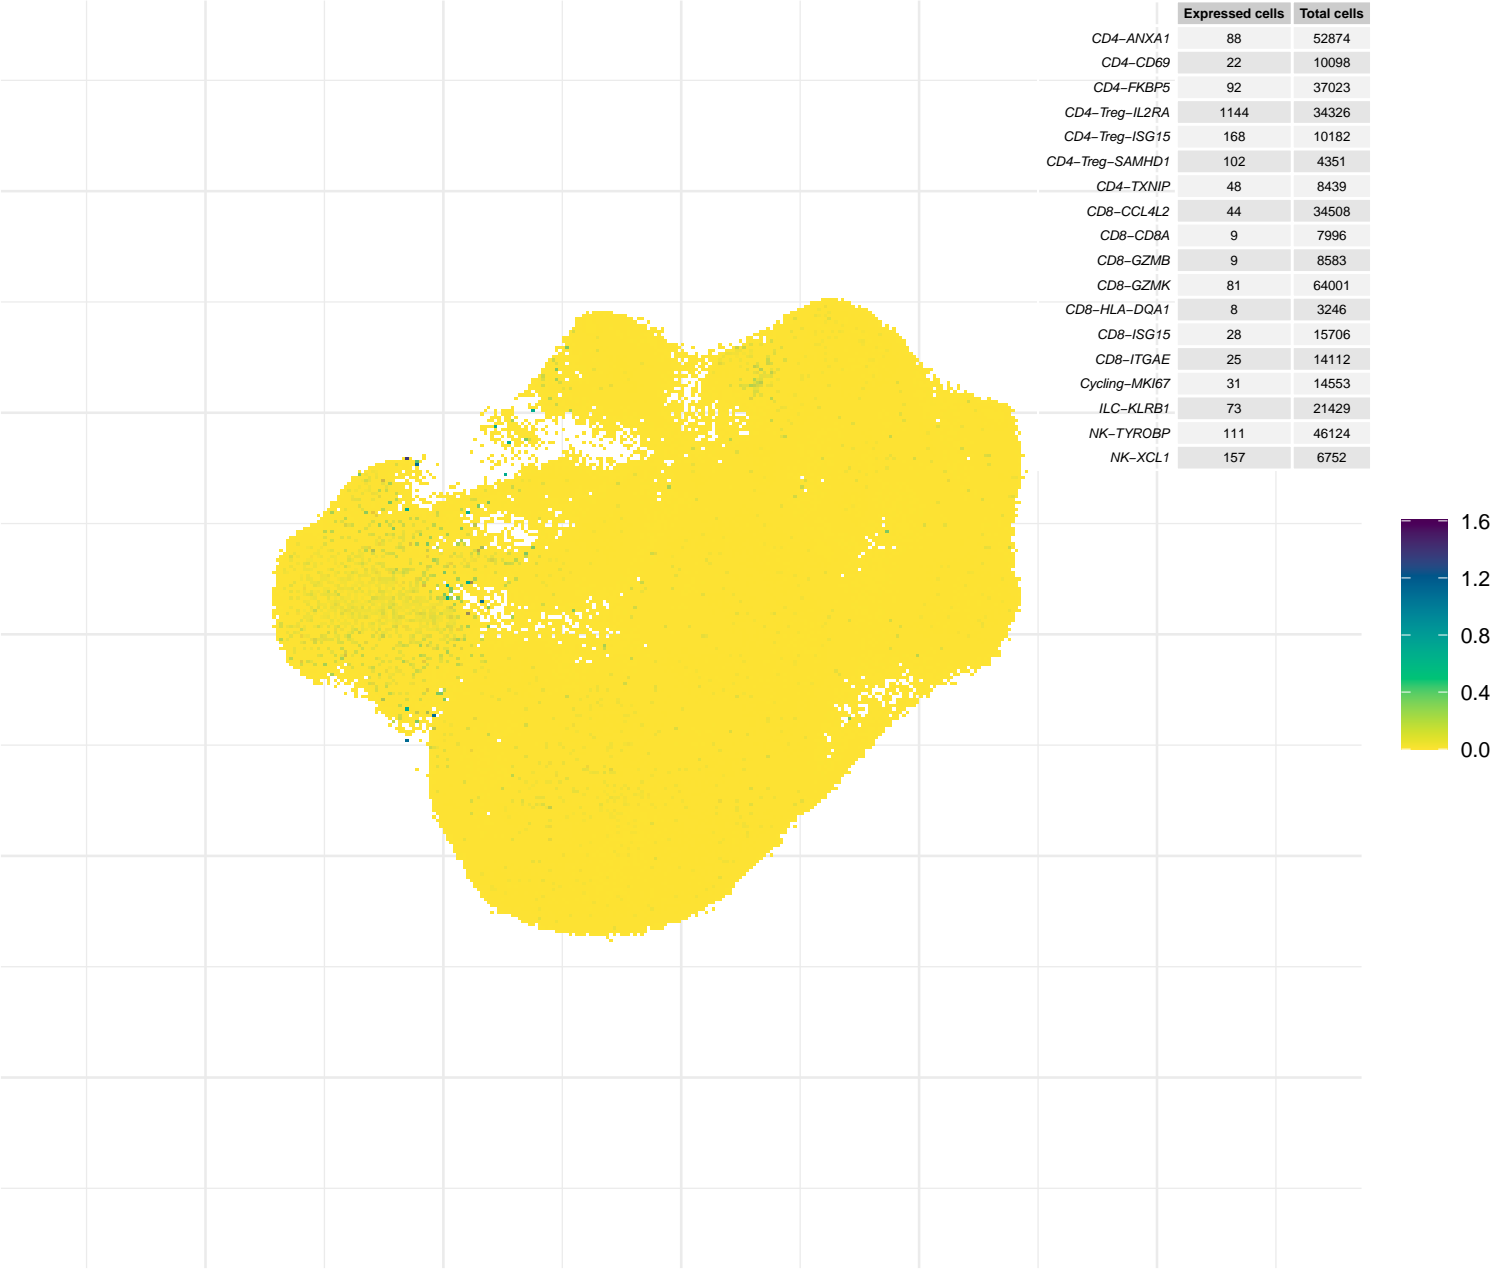 Expressed cells Total cells
CD4−ANXA1 88 52874
CD4−CD69 22 10098
CD4−FKBP5 92 37023
CD4−Treg−IL2RA 1144 34326
CD4−Treg−ISG15 168 10182
CD4−Treg−SAMHD1 102 4351
CD4−TXNIP 48 8439
CD8−CCL4L2 44 34508
CD8−CD8A 9 7996
CD8−GZMB 9 8583
CD8−GZMK 81 64001
CD8−HLA−DQA1 8 3246
CD8−ISG15 28 15706
CD8−ITGAE 25 14112
Cycling−MKI67 31 14553
ILC−KLRB1 73 21429
NK−TYROBP 111 46124
NK−XCL1 157 6752
1.6
1.2
0.8
0.4
0.0